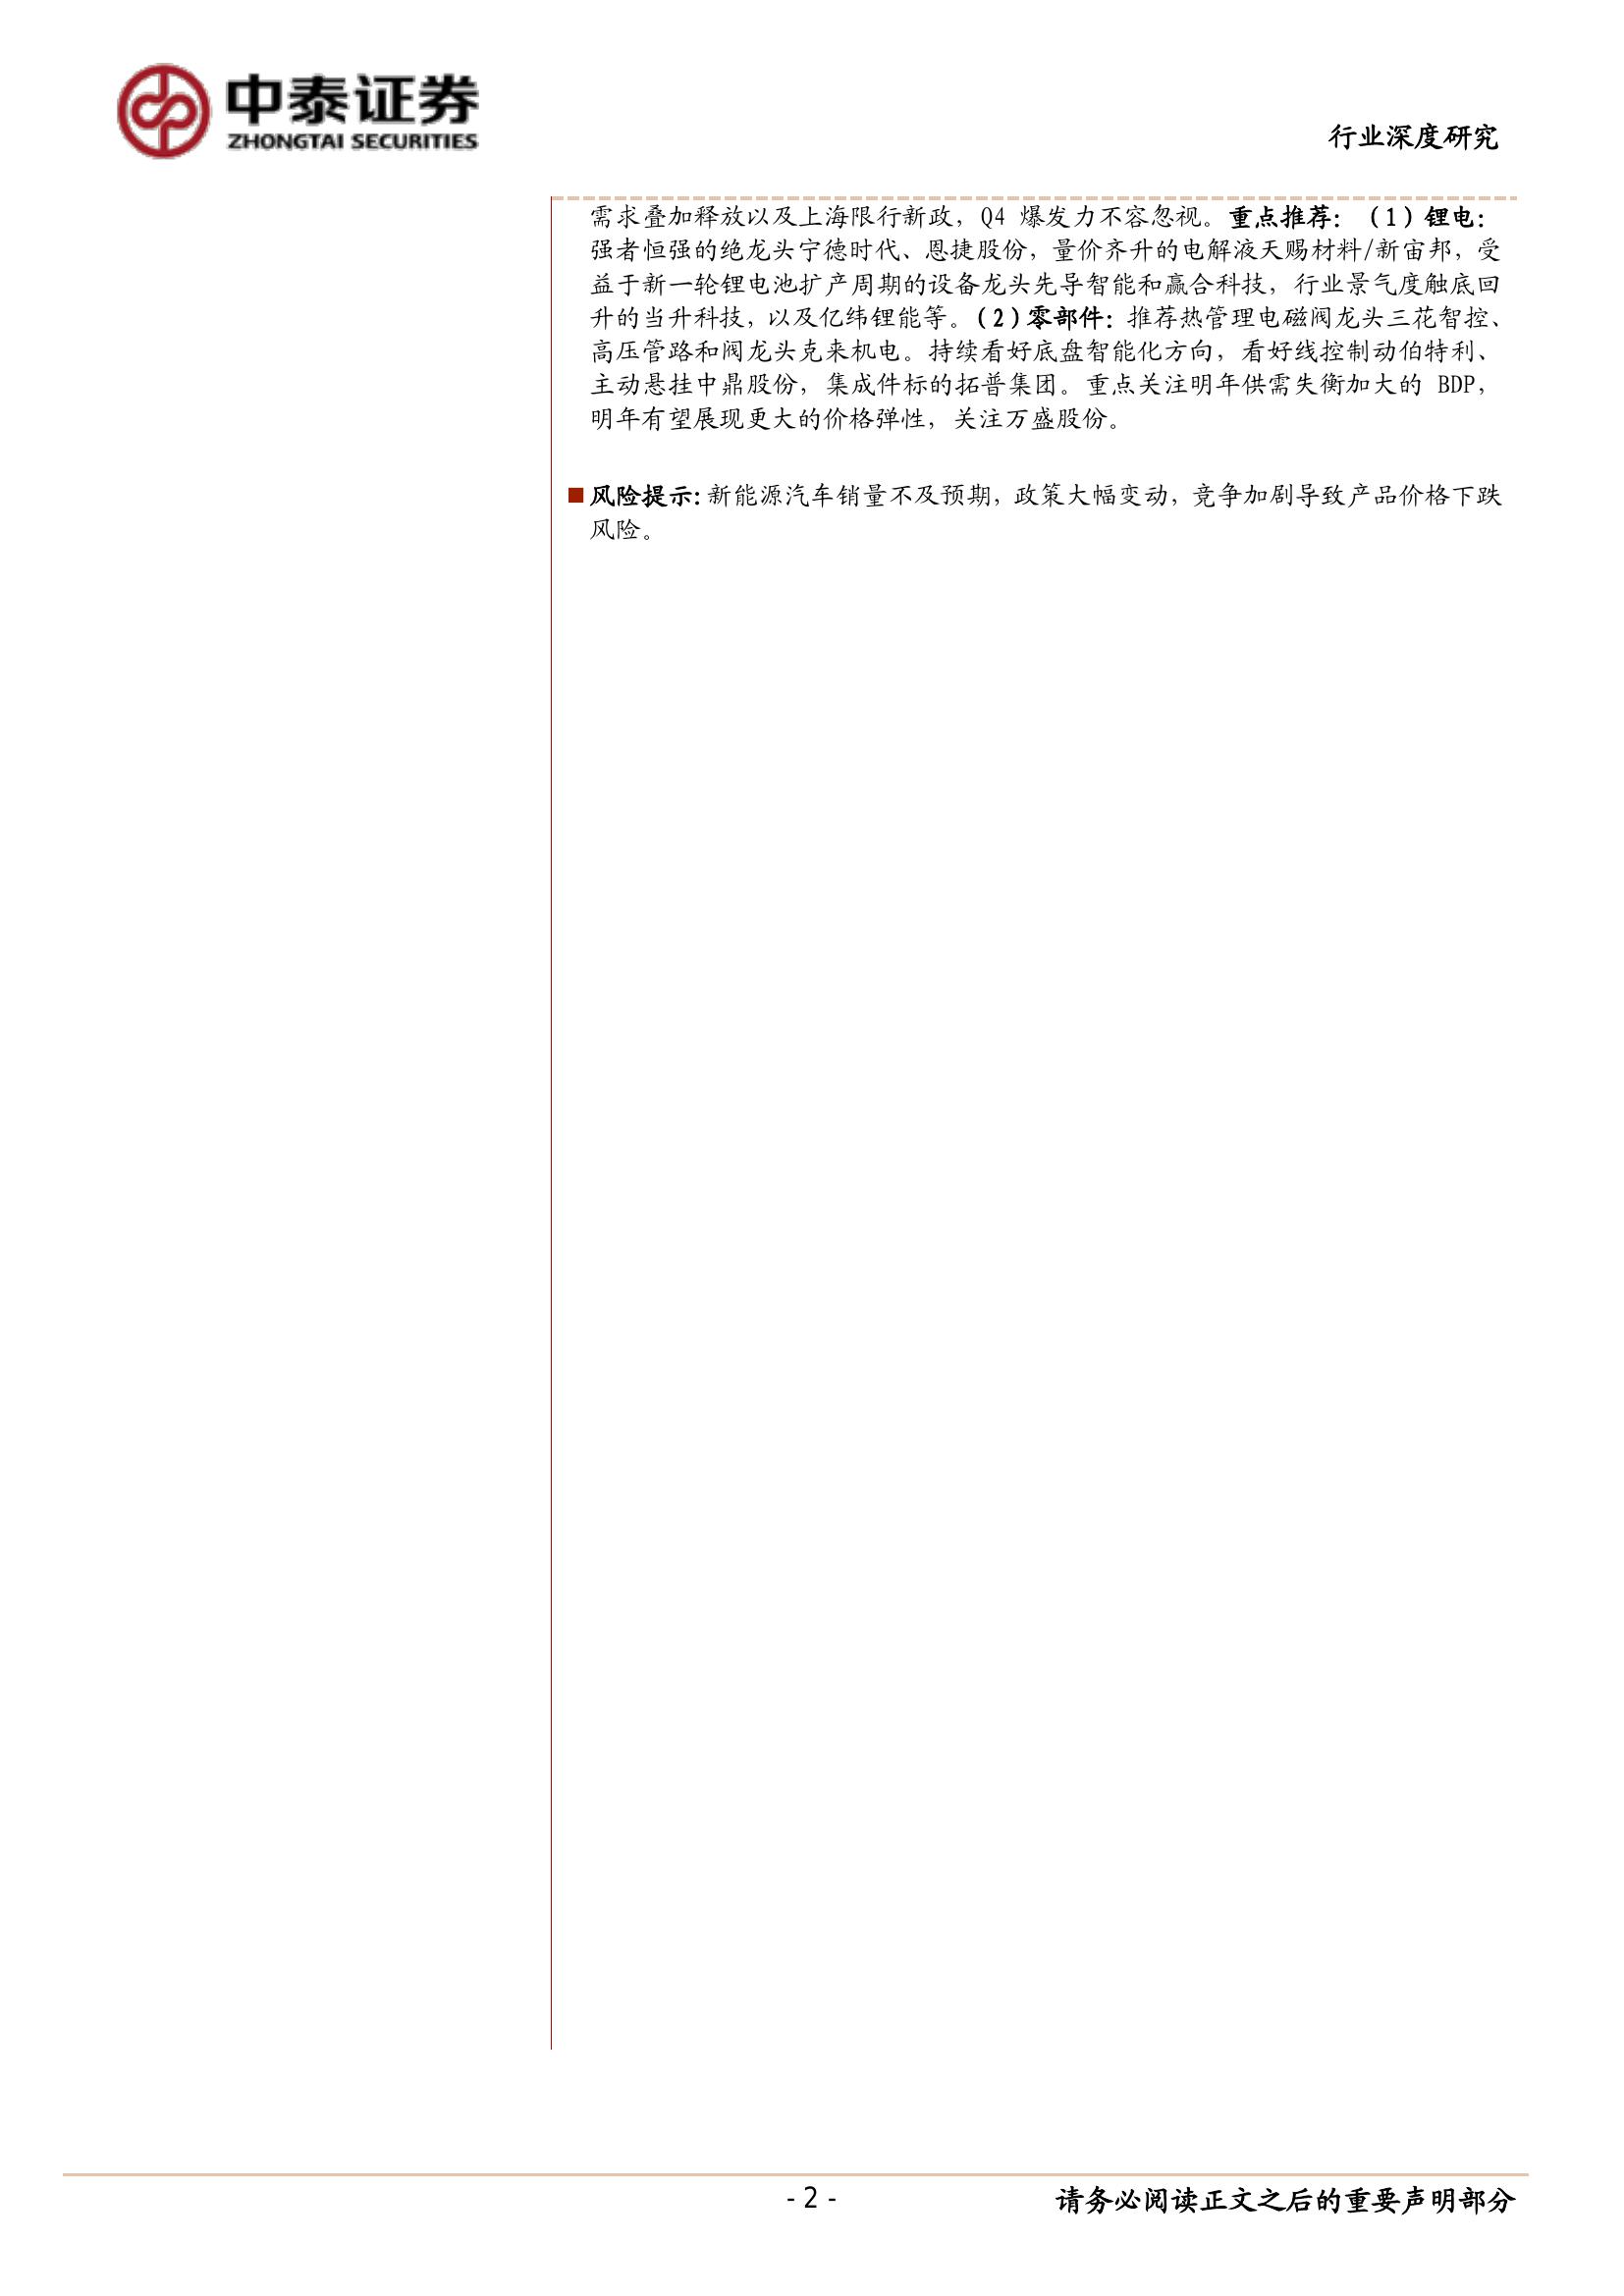 中泰证券
ZHONGTAI SECURITIES
行业深度研究
需求叠加释放以及上海限行新政，Q4 爆发力不容忽视。重点推荐：（1）锂电：
强者恒强的绝龙头宁德时代、恩捷股份，量价齐升的电解液天赐材料/新宙邦，受
益于新一轮锂电池扩产周期的设备龙头先导智能和赢合科技，行业景气度触底回
升的当升科技，以及亿纬锂能等。（2）零部件：推荐热管理电磁阀龙头三花智控、
高压管路和阀龙头克来机电。持续看好底盘智能化方向，看好线控制动伯特利、
主动悬挂中鼎股份，集成件标的拓普集团。重点关注明年供需失衡加大的 BDP，
明年有望展现更大的价格弹性，关注万盛股份。
■ 风险提示：新能源汽车销量不及预期，政策大幅变动，竞争加剧导致产品价格下跌
风险。
- 2 -
请务必阅读正文之后的重要声明部分